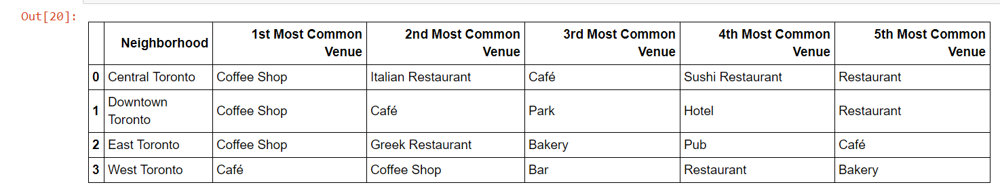 Out[20]:
Neighborhood 1st Most Common Venue 2nd Most Common Venue 3rd Most Common Venue 4th Most Common Venue 5th Most Common Venue
0 Central Toronto Coffee Shop Italian Restaurant Café Sushi Restaurant Restaurant
1 Downtown Toronto Coffee Shop Café Park Hotel Restaurant
2 East Toronto Coffee Shop Greek Restaurant Bakery Pub Café
3 West Toronto Café Coffee Shop Bar Restaurant Bakery